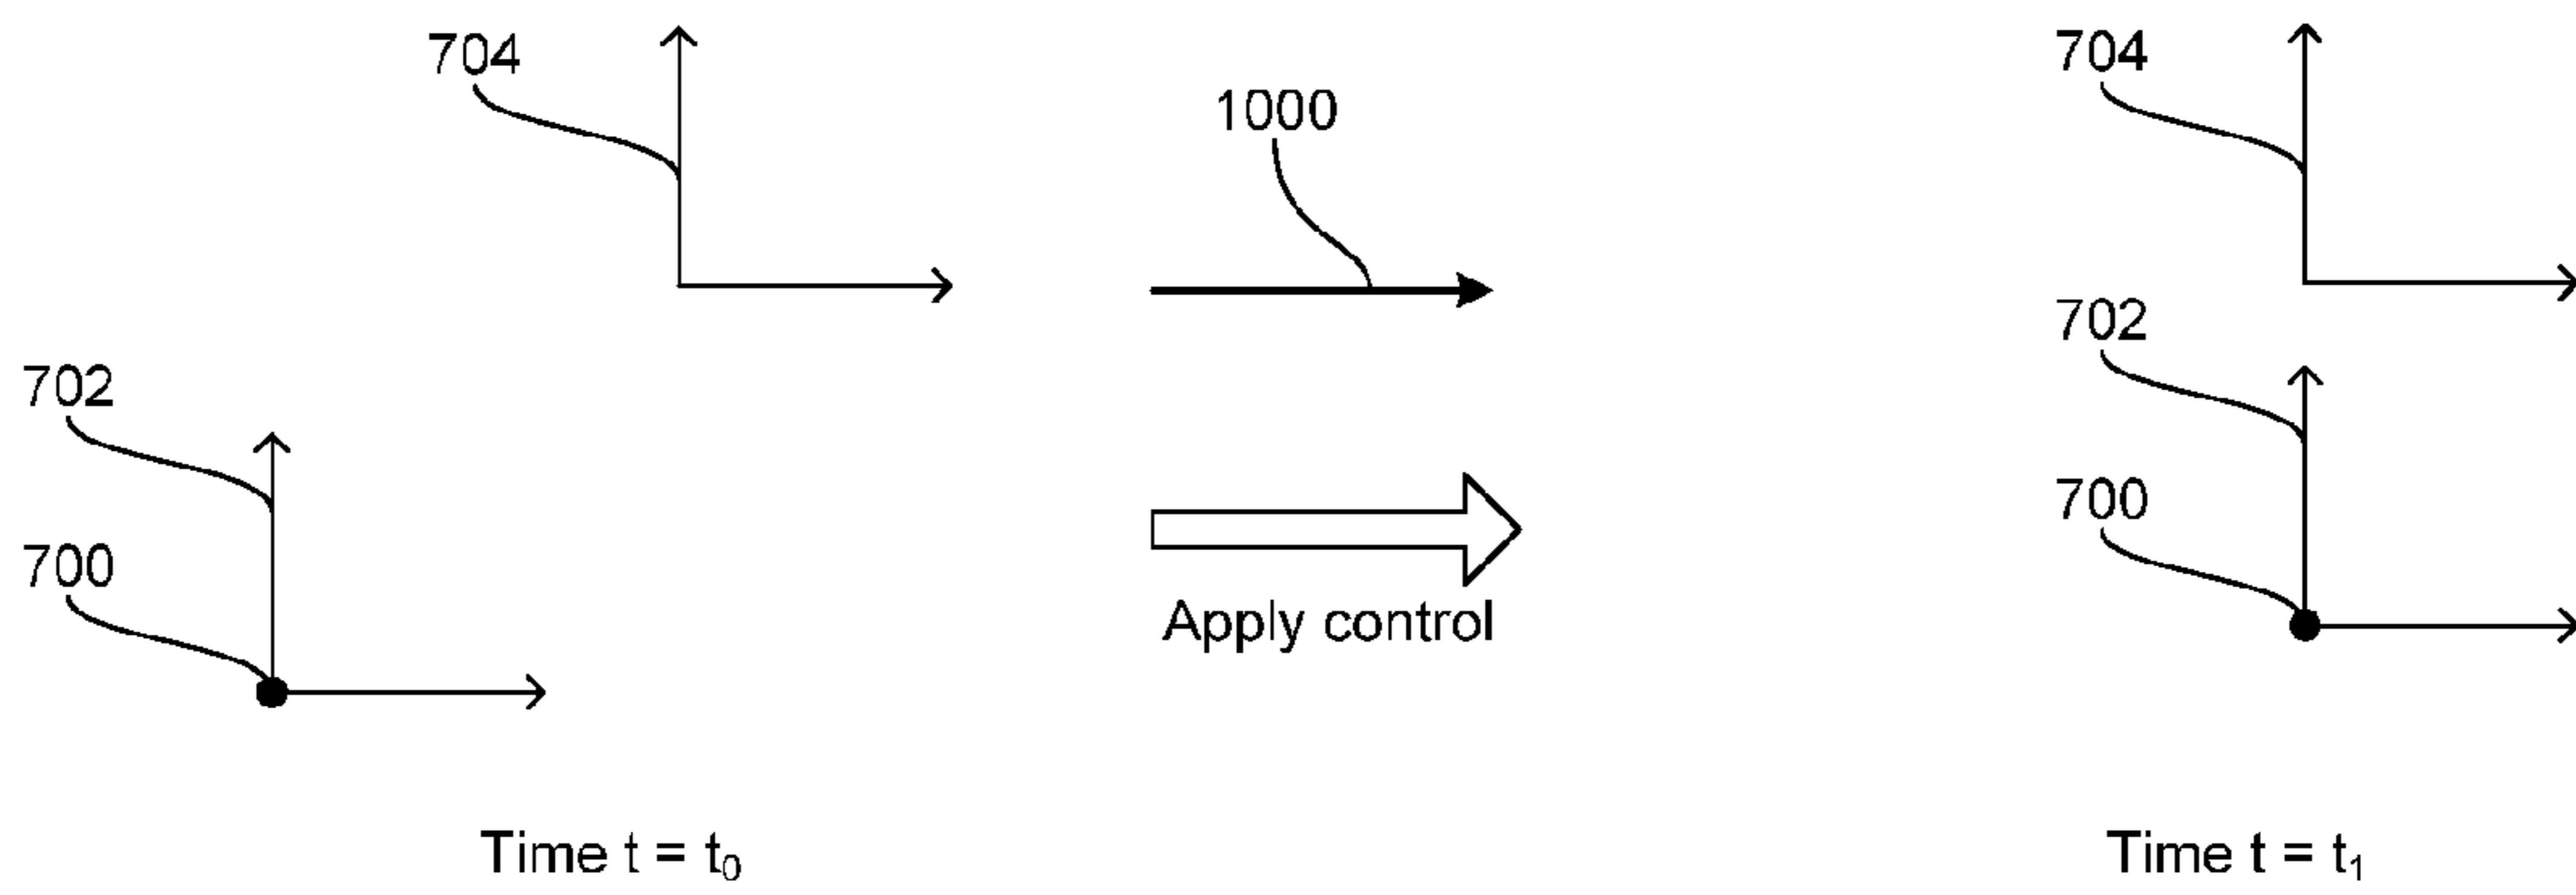 704
1000
702
700
Apply control
Time t = t₀
704
702
700
Time t = t₁